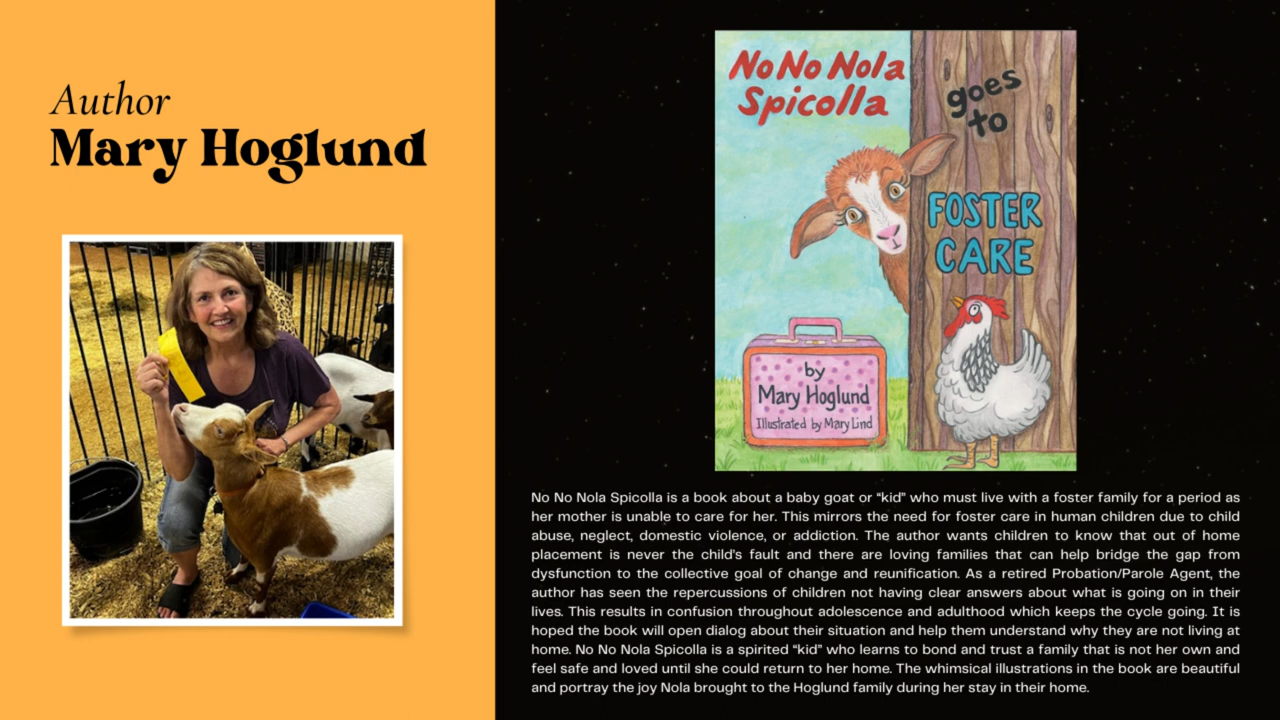 Author
Mary Hoglund
No No Nola
Spicolla
goes
to
FOSTER
CARE
by
Mary Hoglund
Illustrated by Mary Lind
No No Nola Spicolla is a book about a baby goat or “kid” who must live with a foster family for a period as
her mother is unable to care for her. This mirrors the need for foster care in human children due to child
abuse, neglect, domestic violence, or addiction. The author wants children to know that out of home
placement is never the child’s fault and there are loving families that can help bridge the gap from
dysfunction to the collective goal of change and reunification. As a retired Probation/Parole Agent, the
author has seen the repercussions of children not having clear answers about what is going on in their
lives. This results in confusion throughout adolescence and adulthood which keeps the cycle going. It is
hoped the book will open dialog about their situation and help them understand why they are not living at
home. No No Nola Spicolla is a spirited “kid” who learns to bond and trust a family that is not her own and
feel safe and loved until she could return to her home. The whimsical illustrations in the book are beautiful
and portray the joy Nola brought to the Hoglund family during her stay in their home.